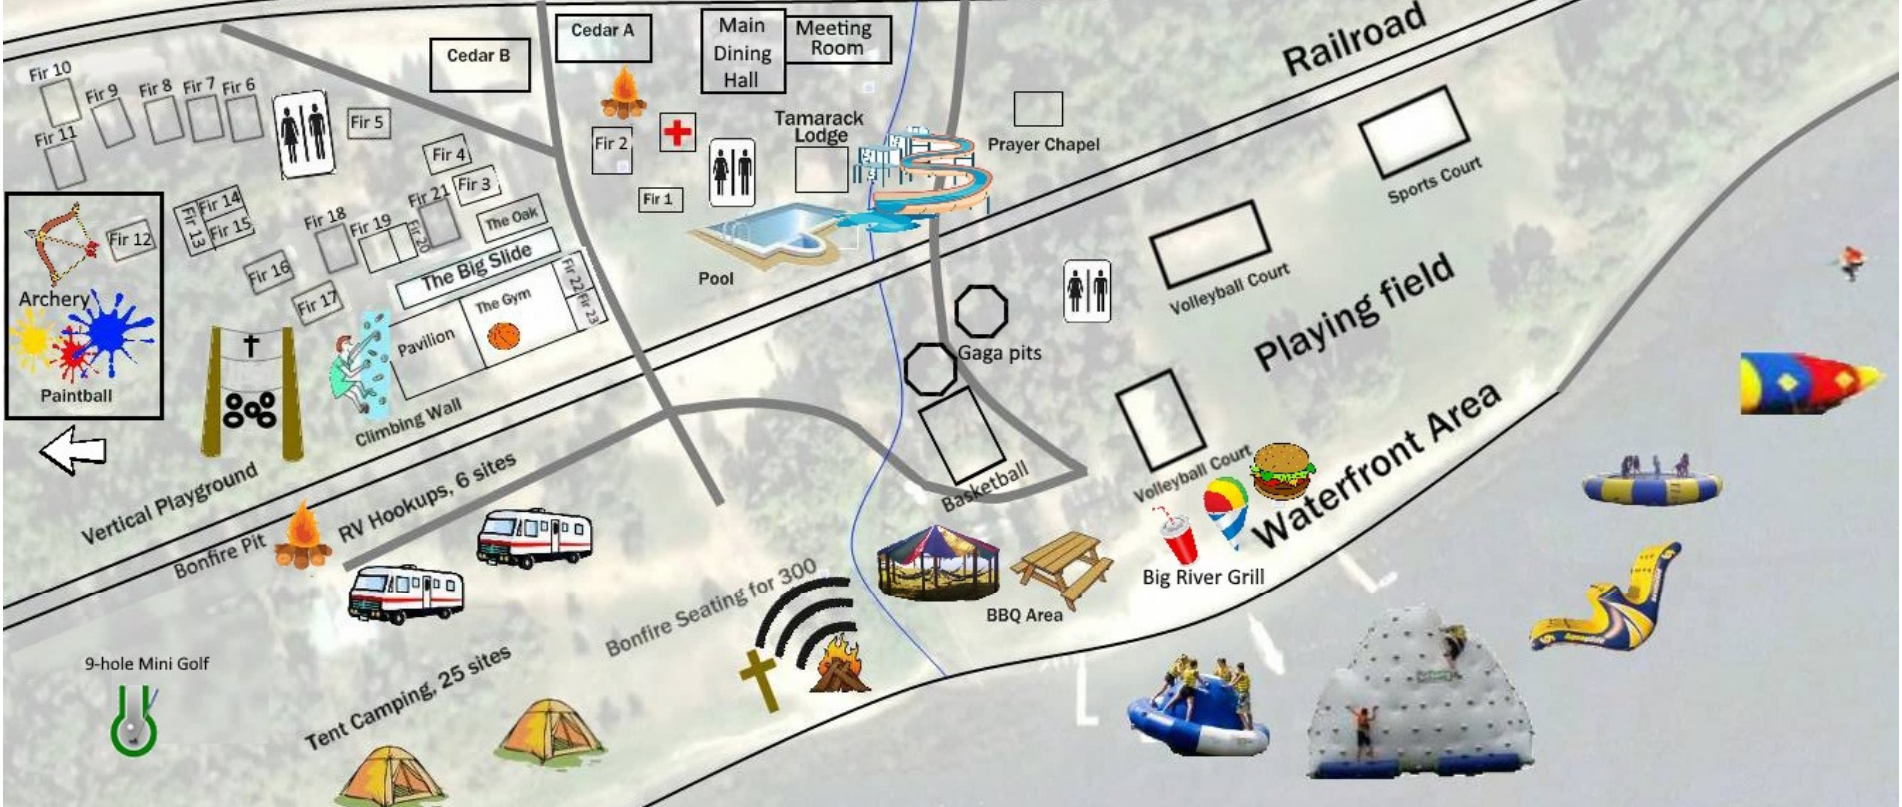 Cedar A
Main
Dining
Hall
Meeting
Room
Railroad
Cedar B
Fir 10
Fir 9
Fir 8
Fir 7
Fir 6
Fir 5
Fir 11
Fir 2
Tamarack
Lodge
Prayer Chapel
Fir 4
Fir 3
Fir 21
Fir 1
Sports Court
Fir 14
Fir 13
Fir 15
Fir 12
Fir 18
Fir 19
Fir 20
The Oak
The Big Slide
Fir 16
Fir 17
Fir 22
Fir 23
The Gym
Pavilion
Pool
Volleyball Court
Playing field
Archery
Paintball
Gaga pits
Climbing Wall
Basketball
Volleyball Court
Waterfront Area
Vertical Playground
RV Hookups, 6 sites
Bonfire Pit
Big River Grill
BBQ Area
Bonfire Seating for 300
9-hole Mini Golf
Tent Camping, 25 sites